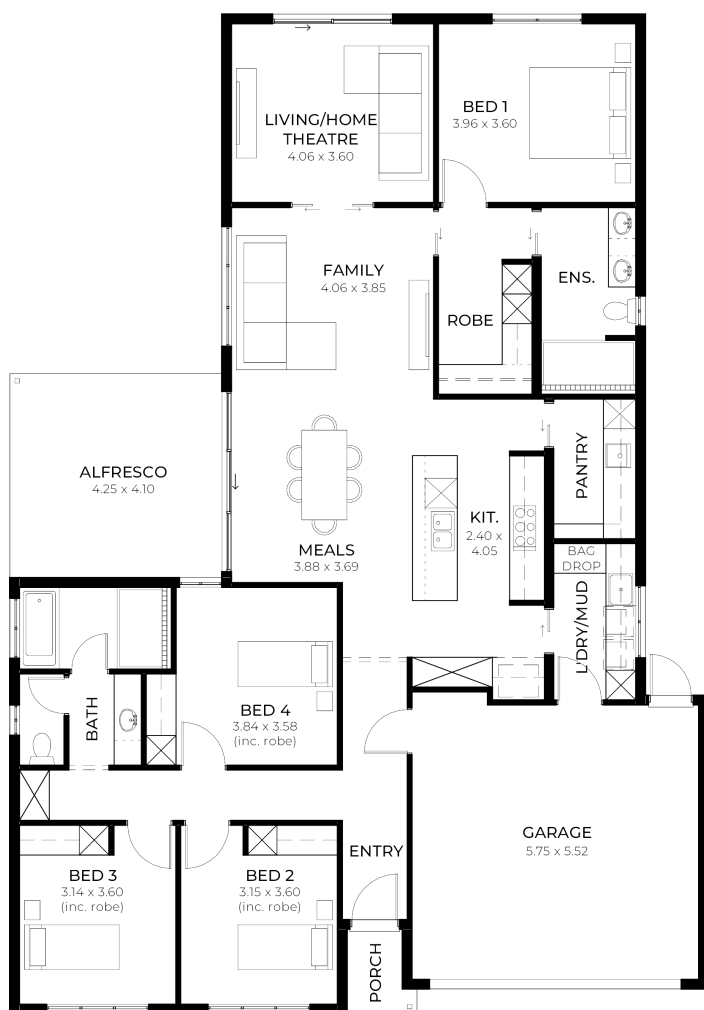 LIVING/HOME
THEATRE
4.06 x 3.60
BED 1
3.96 x 3.60
FAMILY
4.06 x 3.85
ROBE
ENS.
ALFRESCO
4.25 x 4.10
MEALS
3.88 x 3.69
KIT.
2.40 x
4.05
PANTRY
BAG
DROP
L'DRY/MUD
BATH
BED 4
3.84 x 3.58
(inc. robe)
BED 3
3.14 x 3.60
(inc. robe)
BED 2
3.15 x 3.60
(inc. robe)
ENTRY
GARAGE
5.75 x 5.52
PORCH